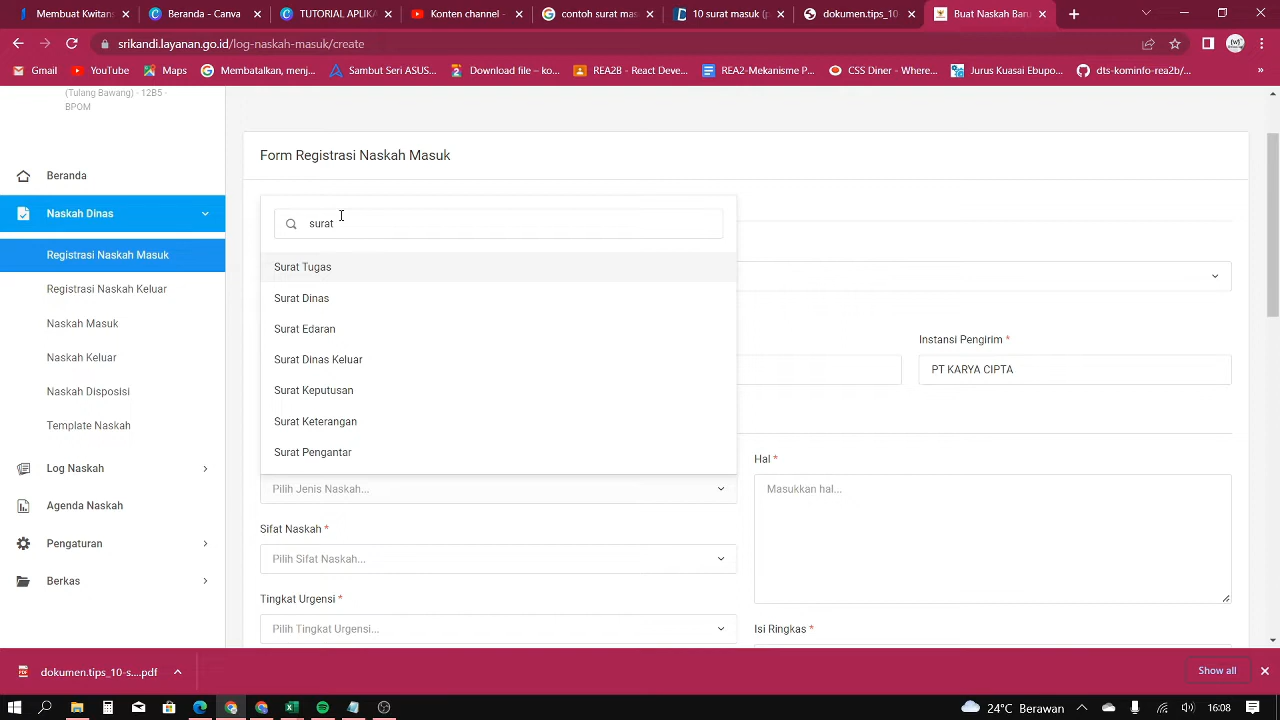 Membuat Kwitans
Beranda - Canva
TUTORIAL APLIKA
Konten channel -
contoh surat mas
10 surat masuk (p
dokumen.tips_10
Buat Naskah Baru
srikandi.layanan.go.id/log-naskah-masuk/create
Gmail
YouTube
Maps
Membatalkan, menj...
Sambut Seri ASUS...
Download file – ko...
REA2B - React Deve...
REA2-Mekanisme P...
CSS Diner - Where...
Jurus Kuasai Ebupo...
dts-kominfo-rea2b/...
»
(Tulang Bawang) - 12B5 -
BPOM
Beranda
Naskah Dinas
Registrasi Naskah Masuk
Registrasi Naskah Keluar
Naskah Masuk
Naskah Keluar
Naskah Disposisi
Template Naskah
Log Naskah
Agenda Naskah
Pengaturan
Berkas
Form Registrasi Naskah Masuk
surat
Surat Tugas
Surat Dinas
Surat Edaran
Surat Dinas Keluar
Surat Keputusan
Surat Keterangan
Surat Pengantar
Pilih Jenis Naskah...
Sifat Naskah *
Pilih Sifat Naskah...
Tingkat Urgensi *
Pilih Tingkat Urgensi...
Instansi Pengirim *
PT KARYA CIPTA
Hal *
Masukkan hal...
Isi Ringkas *
dokumen.tips_10-s....pdf
Show all
24°C Berawan
16:08